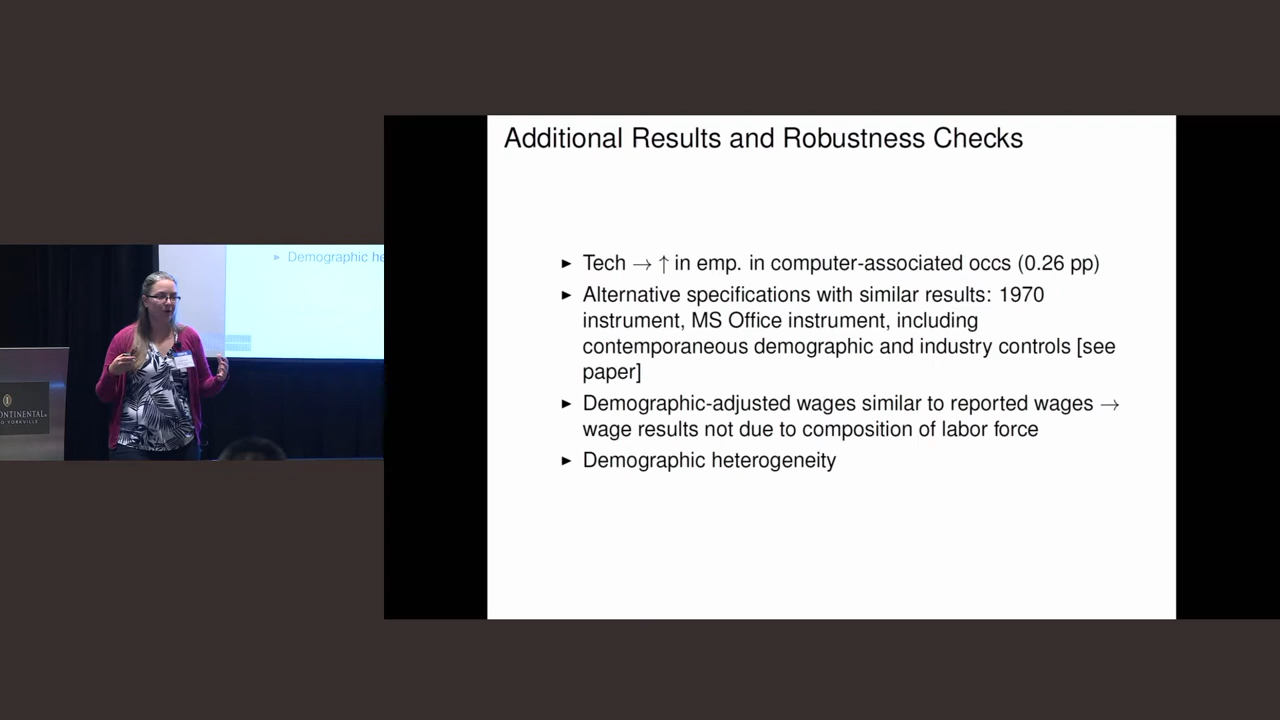 Additional Results and Robustness Checks
► Tech → ↑ in emp. in computer-associated occs (0.26 pp)
► Alternative specifications with similar results: 1970
instrument, MS Office instrument, including
contemporaneous demographic and industry controls [see
paper]
► Demographic-adjusted wages similar to reported wages →
wage results not due to composition of labor force
► Demographic heterogeneity
► Demographic he
ONTINENTAL
YORKVILLE